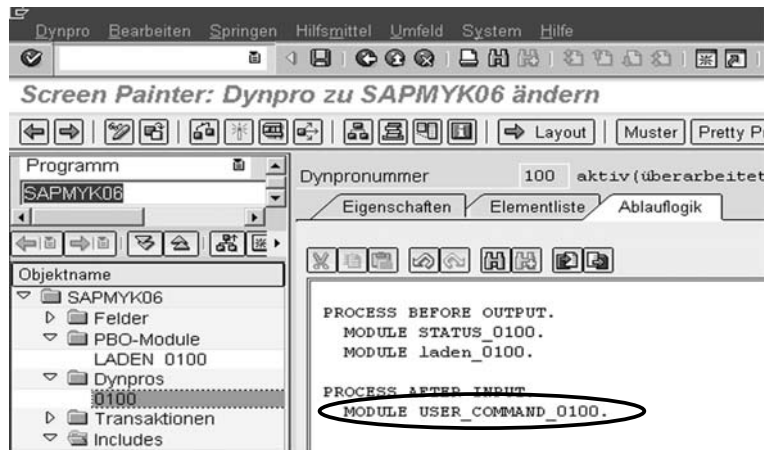 Dynpro Bearbeiten Springen Hilfsmittel Umfeld System Hilfe
Screen Painter: Dynpro zu SAPMYK06 ändern
Layout Muster Pretty P
Programm
SAPMYK06
Objektname
SAPMYK06
Felder
PBO-Module
LADEN 0100
Dynpros
0100
Transaktionen
Includes
Dynpronummer 100 aktiv(überarbeitet
Eigenschaften Elementliste Ablauflogik
PROCESS BEFORE OUTPUT.
MODULE STATUS_0100.
MODULE laden_0100.
PROCESS AFTER INPUT.
MODULE USER_COMMAND_0100.